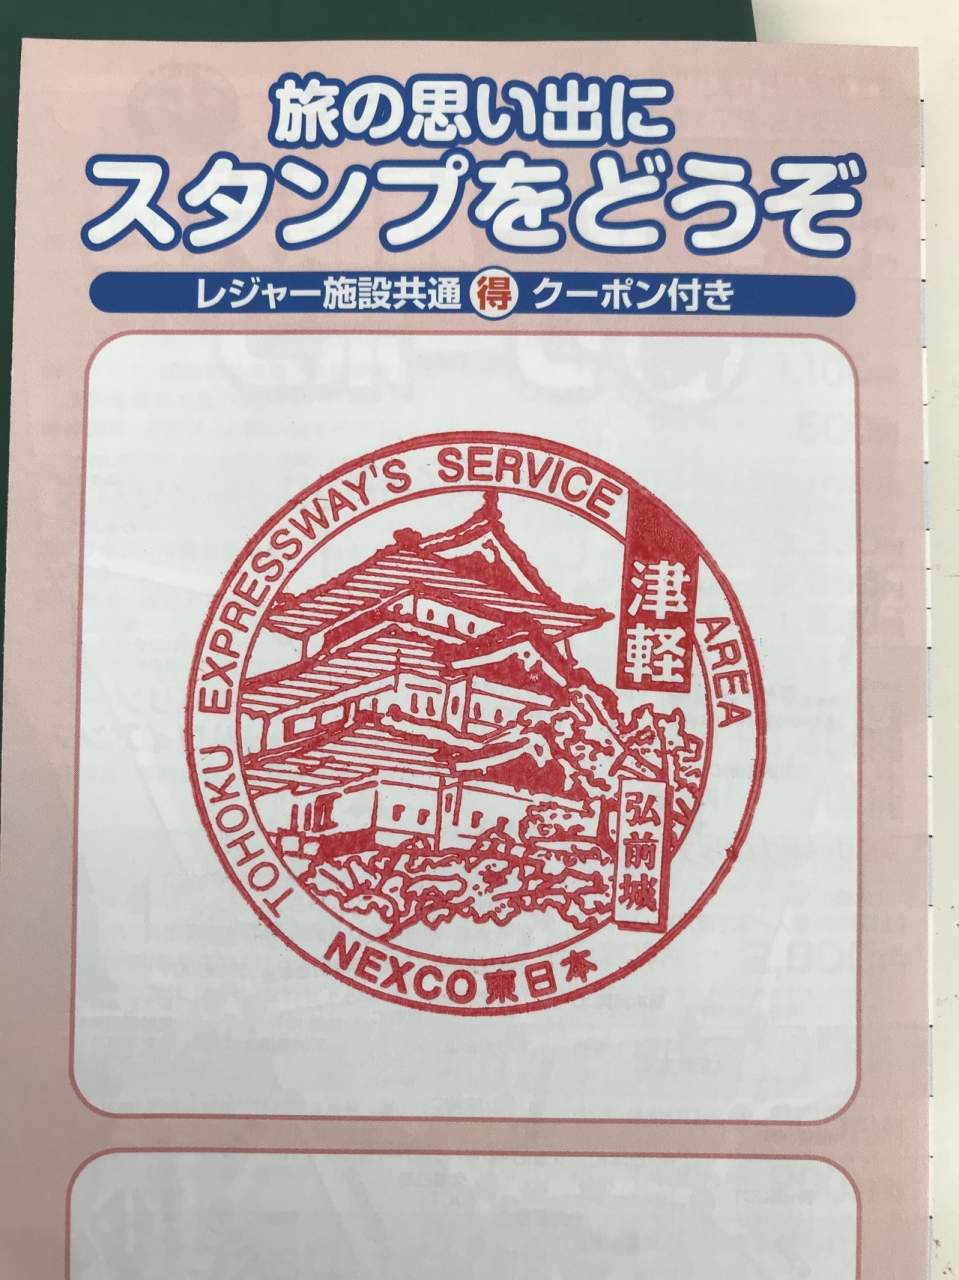 旅の思い出に
スタンプをどうぞ
レジャー施設共通 得 クーポン付き
TOHOKU EXPRESSWAY'S SERVICE AREA
津軽
弘前城
NEXCO東日本